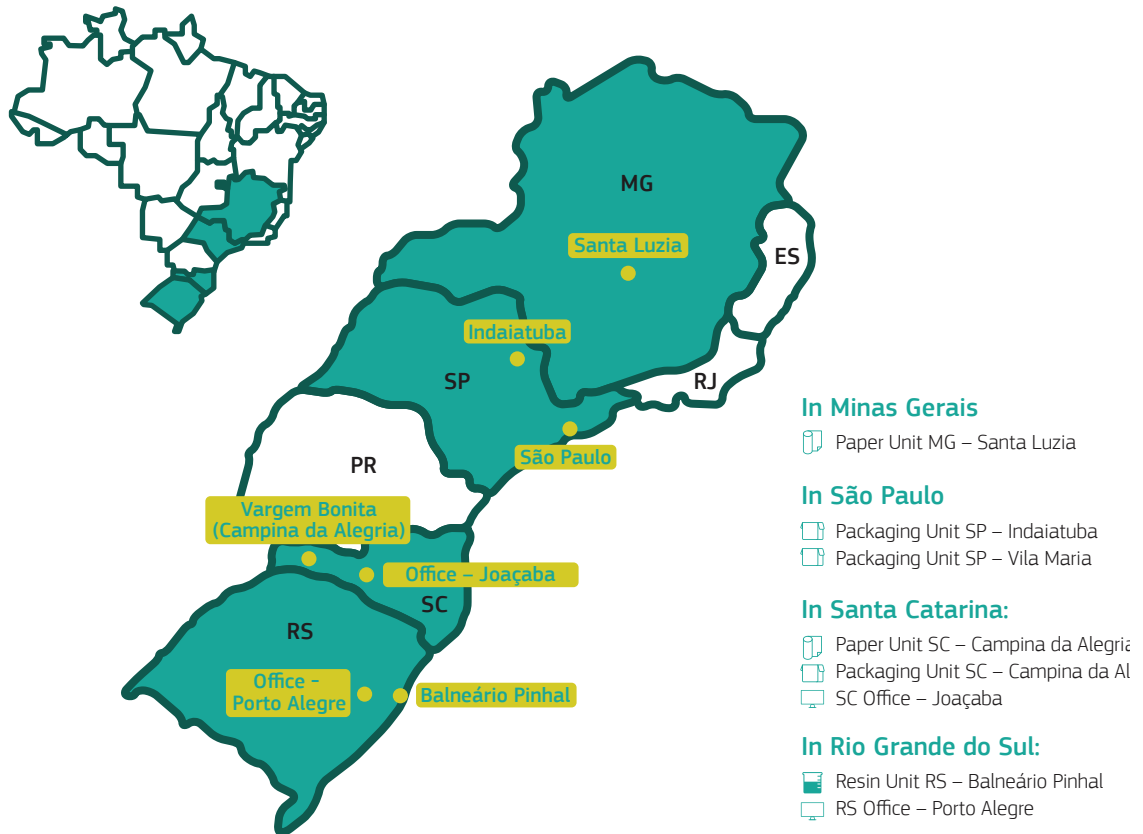 MG
Santa Luzia
ES
Indaiatuba
SP
RJ
São Paulo
PR
Vargem Bonita
(Campina da Alegria)
Office – Joaçaba
SC
RS
Office -
Porto Alegre
Balneário Pinhal
In Minas Gerais
Paper Unit MG – Santa Luzia
In São Paulo
Packaging Unit SP – Indaiatuba
Packaging Unit SP – Vila Maria
In Santa Catarina:
Paper Unit SC – Campina da Alegria
Packaging Unit SC – Campina da Al
SC Office – Joaçaba
In Rio Grande do Sul:
Resin Unit RS – Balneário Pinhal
RS Office – Porto Alegre